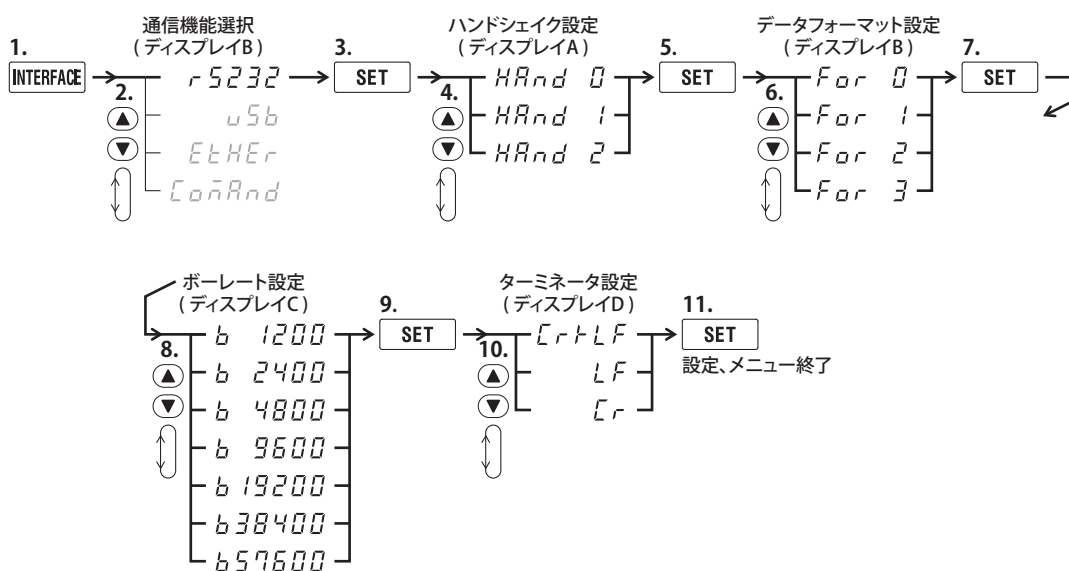 通信機能選択
(ディスプレイB)
ハンドシェイク設定
(ディスプレイA)
データフォーマット設定
(ディスプレイB)
1.
INTERFACE
2.
rS232
uSb
EtHEr
ComAnd
3.
SET
4.
HAnd 0
HAnd 1
HAnd 2
5.
SET
6.
For 0
For 1
For 2
For 3
7.
SET
ボーレート設定
(ディスプレイC)
8.
b 1200
b 2400
b 4800
b 9600
b 19200
b38400
b57600
9.
SET
ターミネータ設定
(ディスプレイD)
10.
Cr+LF
LF
Cr
11.
SET
設定、メニュー終了